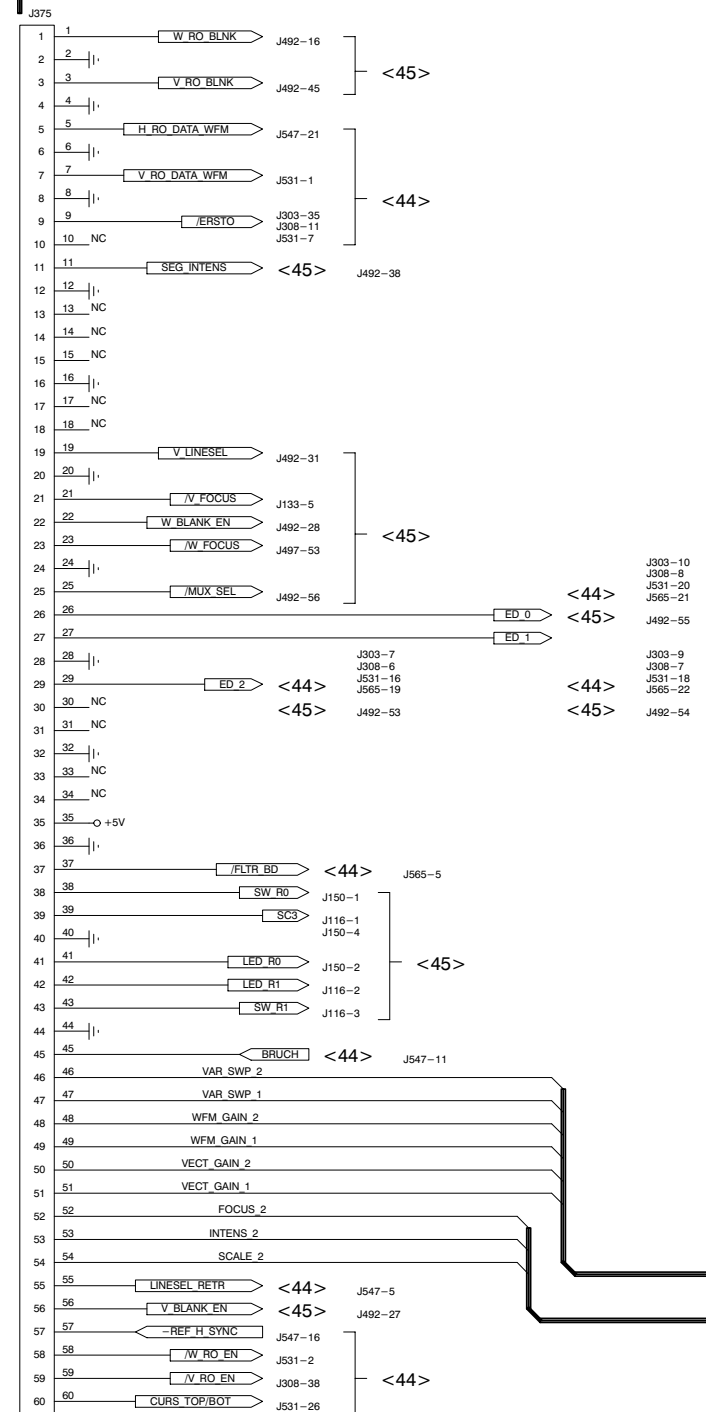 J375
1 1 W_RO_BLNK J492−16
2 2
<45>
3 3 V_RO_BLNK J492−45
4 4
5 5 H_RO_DATA_WFM J547−21
6 6
7 7 V_RO_DATA_WFM J531−1
8 8
<44>
9 9 /ERSTO J303−35
J308−11
10 10 NC J531−7
11 11 SEG_INTENS <45> J492−38
12 12
13 13 NC
14 14 NC
15 15 NC
16 16
17 17 NC
18 18 NC
19 19 V_LINESEL J492−31
20 20
21 21 /V_FOCUS J133−5
22 22 W_BLANK_EN J492−28
<45>
23 23 /W_FOCUS J497−53
24 24
25 25 /MUX_SEL J492−56
J303−10
J308−8
J531−20
<44> J565−21
26 26 ED_0 <45> J492−55
27 27 ED_1
28 28
J303−7 J303−9
J308−6 J308−7
J531−16 J531−18
29 29 ED_2 <44> J565−19 <44> J565−22
30 30 NC <45> J492−53 <45> J492−54
31 31 NC
32 32
33 33 NC
34 34 NC
35 35 +5V
36 36
37 37 /FLTR_BD <44> J565−5
38 38 SW_R0 J150−1
39 39 SC3 J116−1
J150−4
40 40
41 41 LED_R0 J150−2
<45>
42 42 LED_R1 J116−2
43 43 SW_R1 J116−3
44 44
45 45 BRUCH <44> J547−11
46 46 VAR_SWP_2
47 47 VAR_SWP_1
48 48 WFM_GAIN_2
49 49 WFM_GAIN_1
50 50 VECT_GAIN_2
51 51 VECT_GAIN_1
52 52 FOCUS_2
53 53 INTENS_2
54 54 SCALE_2
55 55 LINESEL_RETR <44> J547−5
56 56 V_BLANK_EN <45> J492−27
57 57 −REF_H_SYNC J547−16
58 58 /W_RO_EN J531−2
59 59 /V_RO_EN J308−38
<44>
60 60 CURS_TOP/BOT J531−26